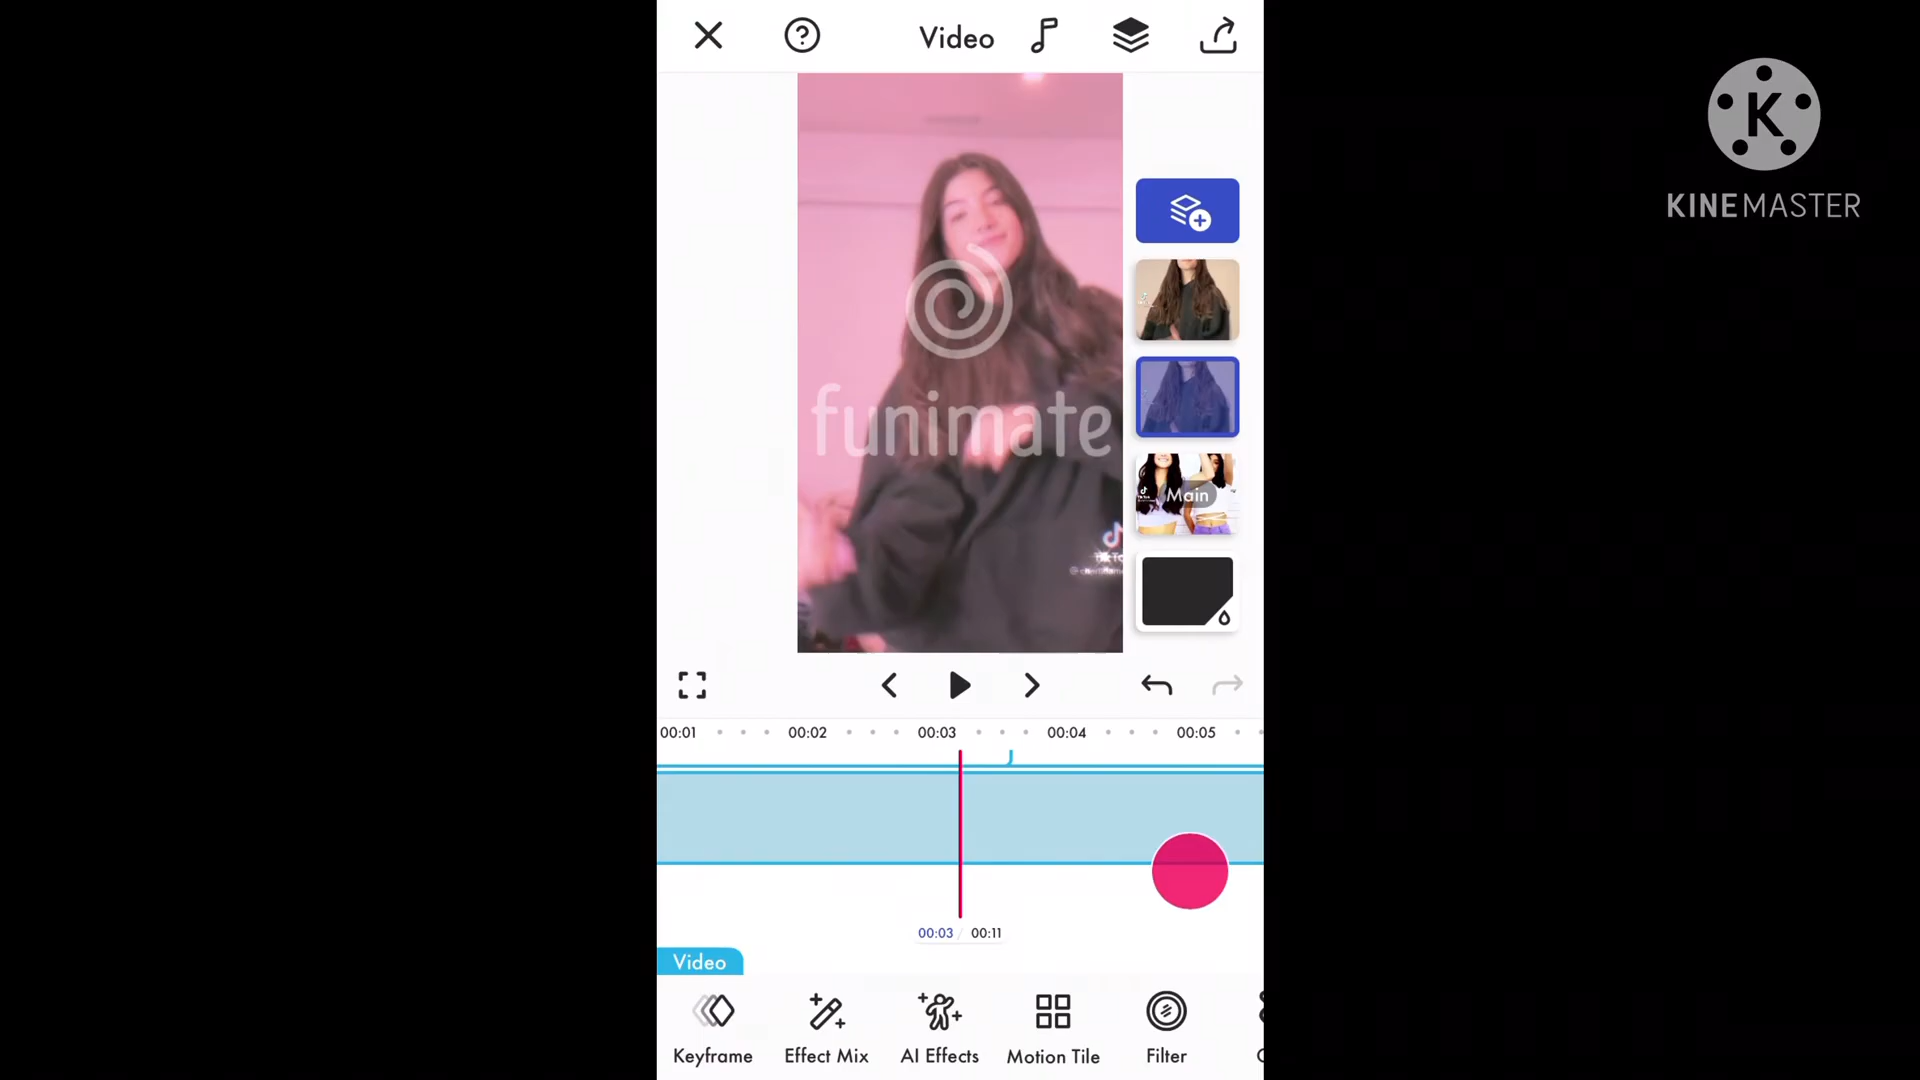 Video
KINEMASTER
funimate
Main
00:01
00:02
00:03
00:04
00:05
00:03 / 00:11
Video
Keyframe
Effect Mix
AI Effects
Motion Tile
Filter